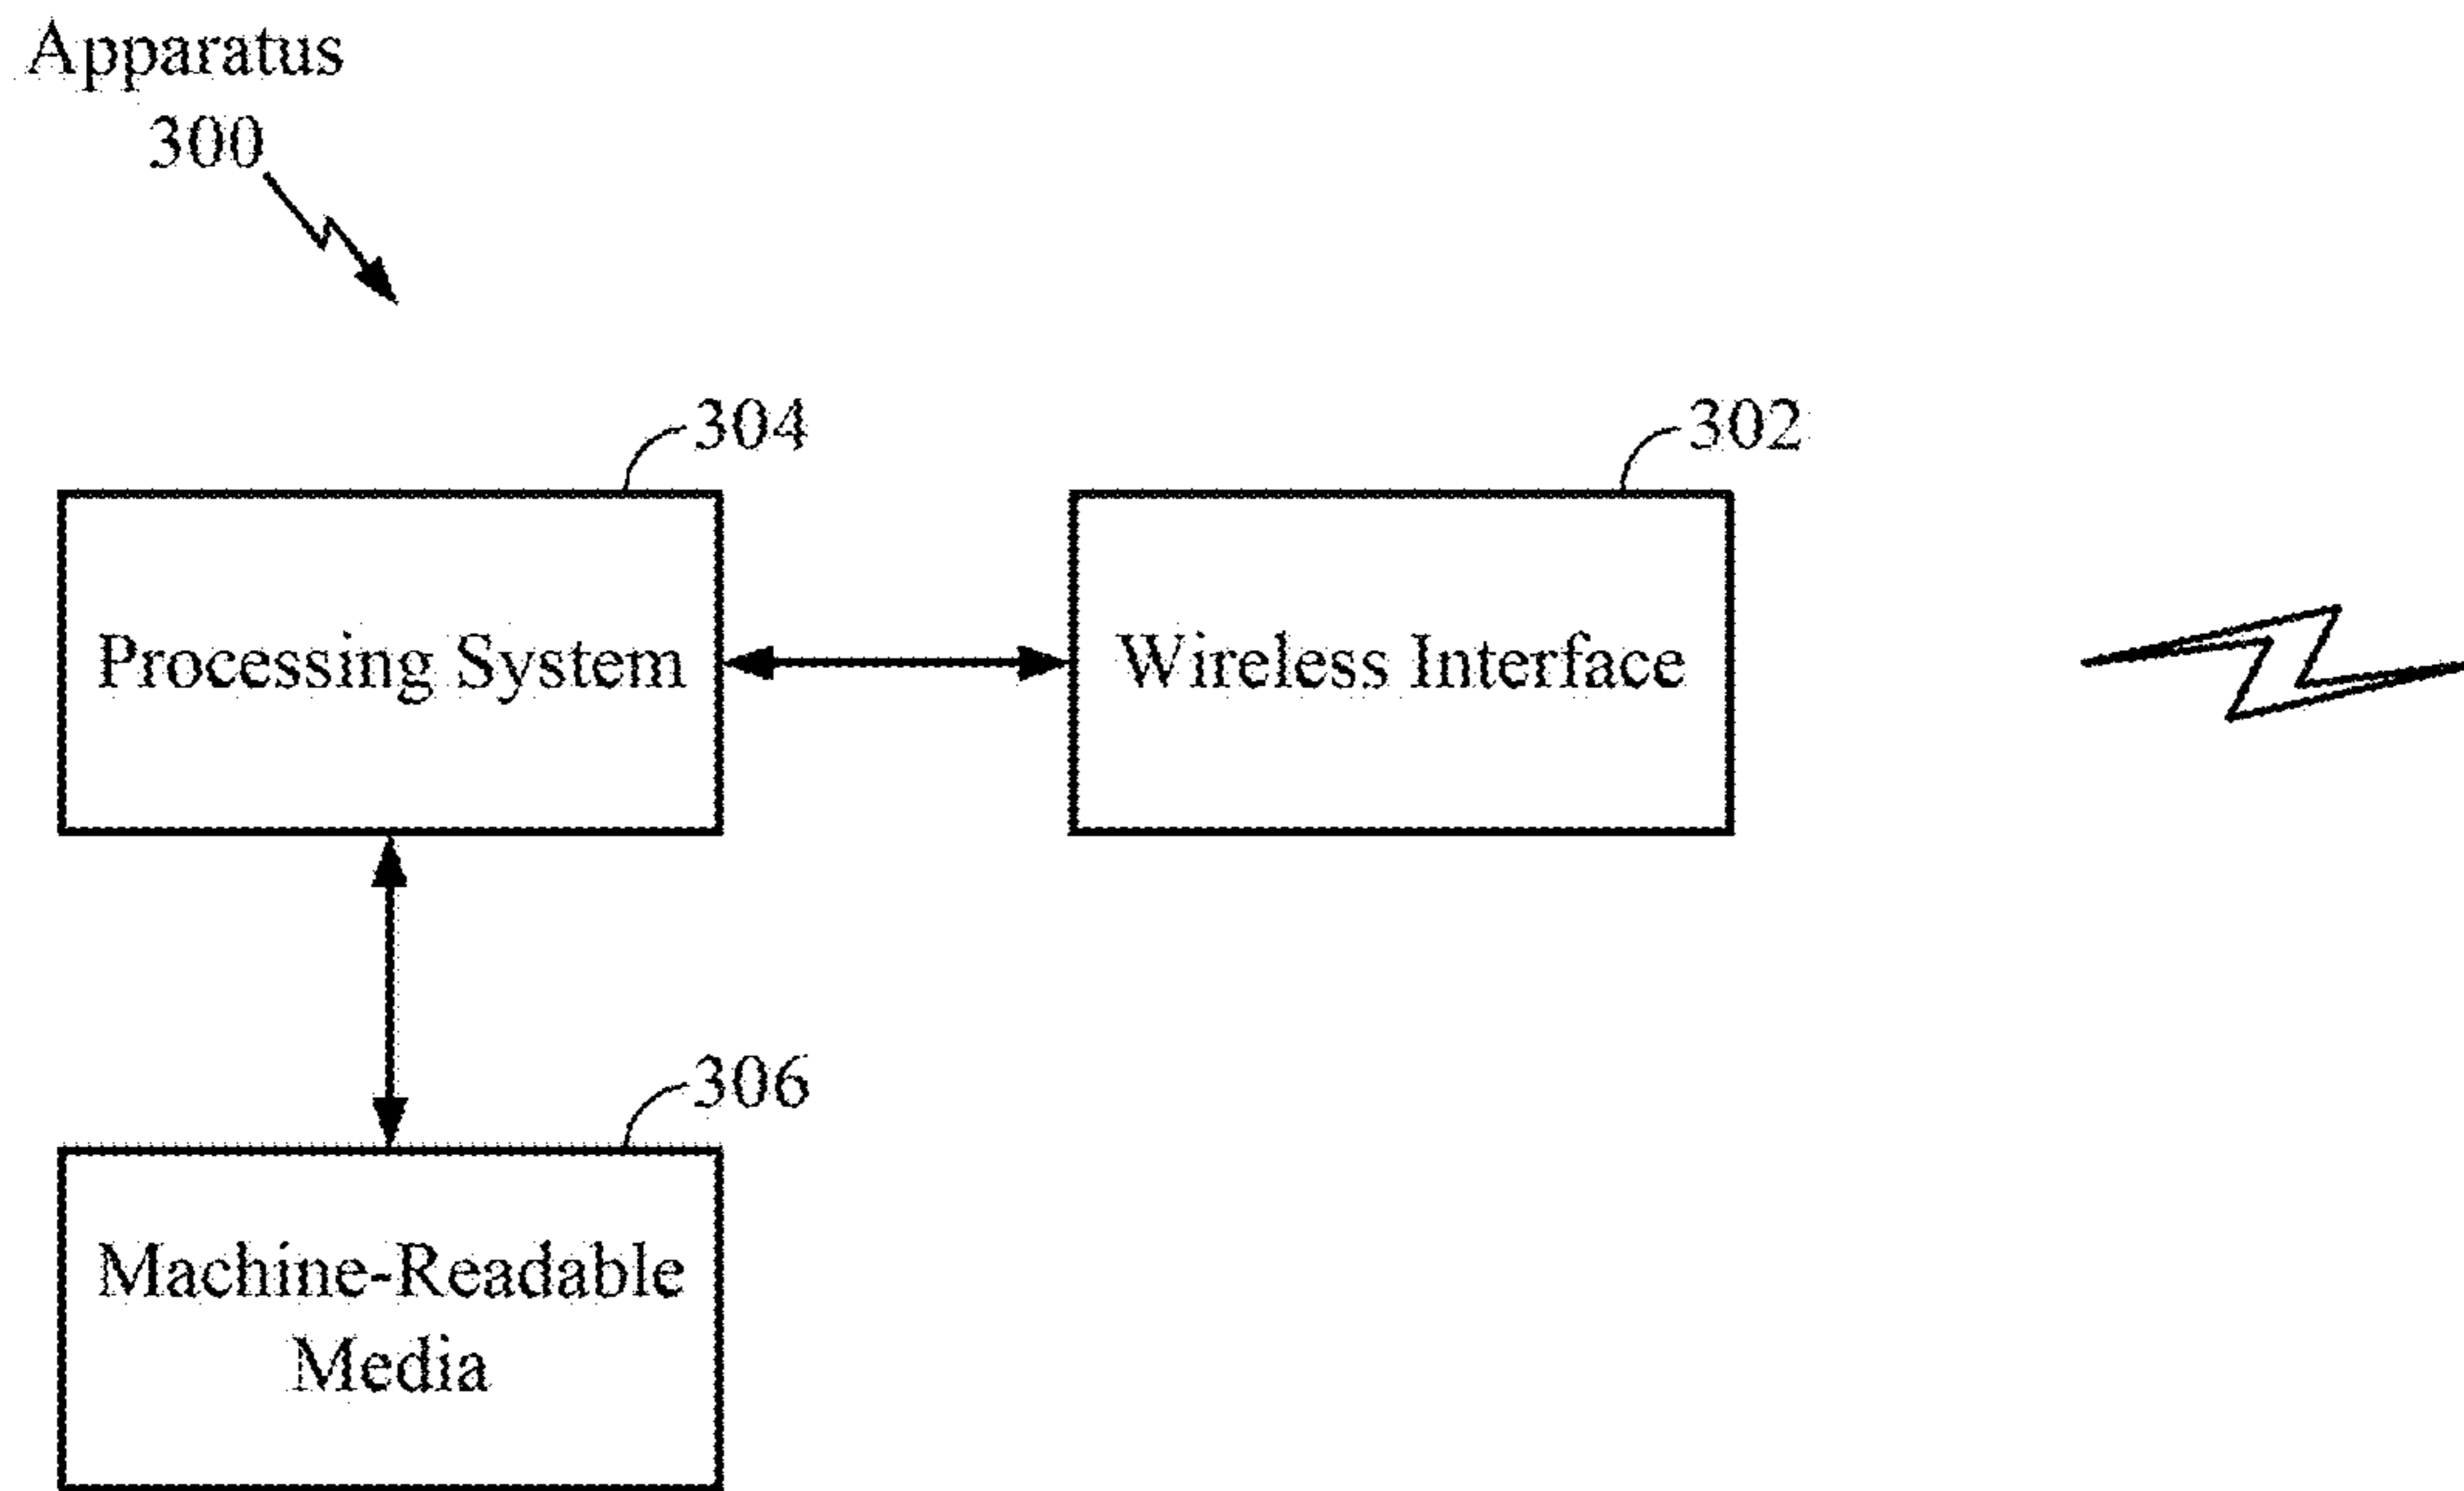 Apparatus
300
304
302
Processing System
Wireless Interface
306
Machine-Readable
Media